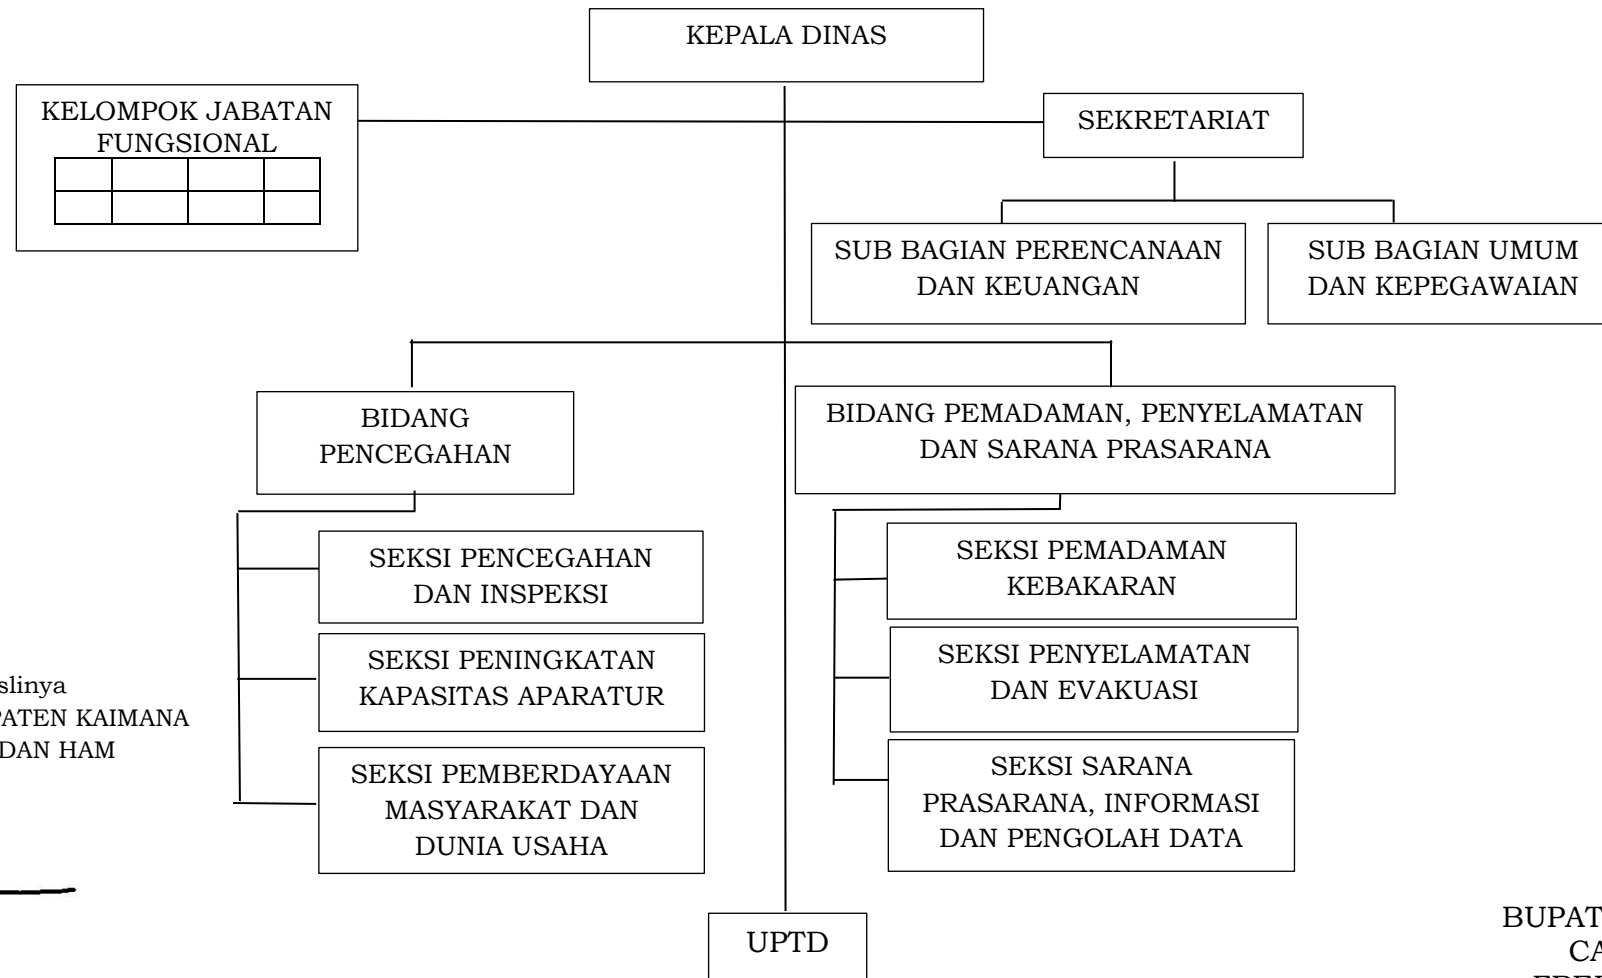 KEPALA DINAS
KELOMPOK JABATAN
FUNGSIONAL
SEKRETARIAT
SUB BAGIAN PERENCANAAN
DAN KEUANGAN
SUB BAGIAN UMUM
DAN KEPEGAWAIAN
BIDANG
PENCEGAHAN
BIDANG PEMADAMAN, PENYELAMATAN
DAN SARANA PRASARANA
SEKSI PENCEGAHAN
DAN INSPEKSI
SEKSI PENINGKATAN
KAPASITAS APARATUR
SEKSI PEMBERDAYAAN
MASYARAKAT DAN
DUNIA USAHA
SEKSI PEMADAMAN
KEBAKARAN
SEKSI PENYELAMATAN
DAN EVAKUASI
SEKSI SARANA
PRASARANA, INFORMASI
DAN PENGOLAH DATA
slinya
PATEN KAIMANA
DAN HAM
UPTD
BUPAT
CA